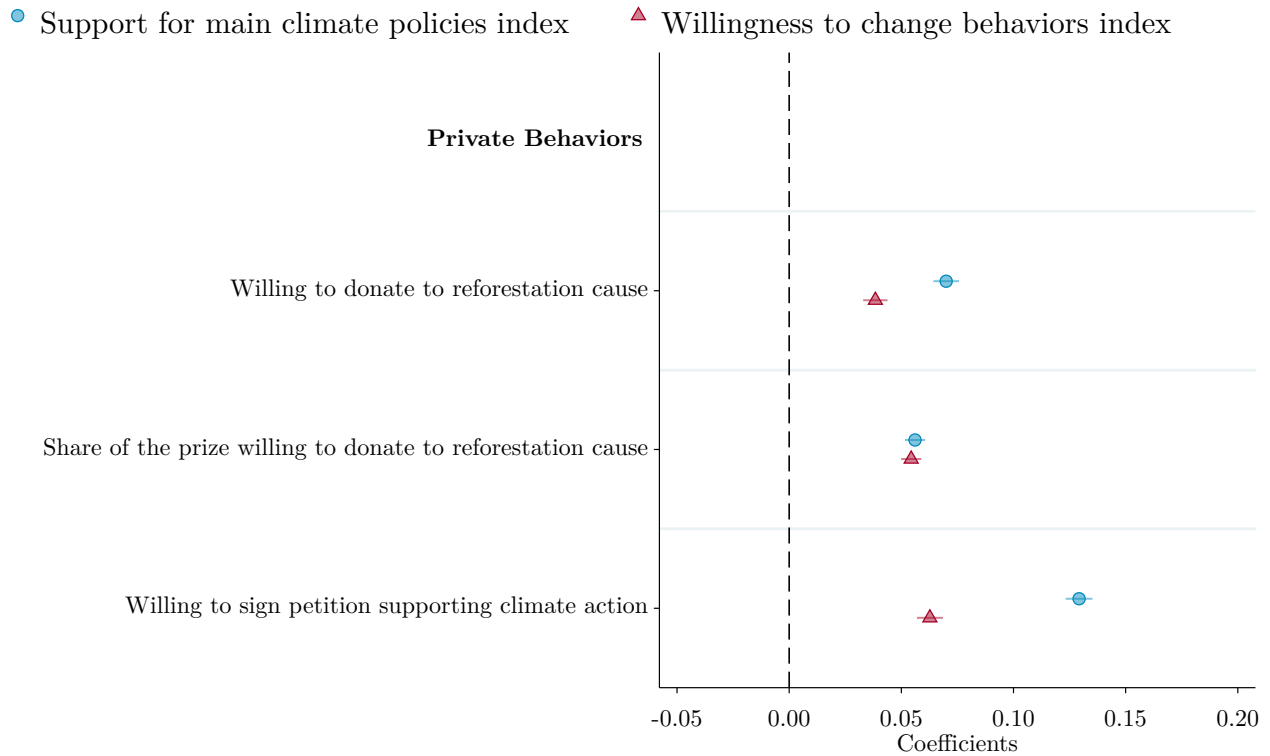 Support for main climate policies index
Willingness to change behaviors index
Private Behaviors
Willing to donate to reforestation cause
Share of the prize willing to donate to reforestation cause
Willing to sign petition supporting climate action
-0.05 0.00 0.05 0.10 0.15 0.20
Coefficients